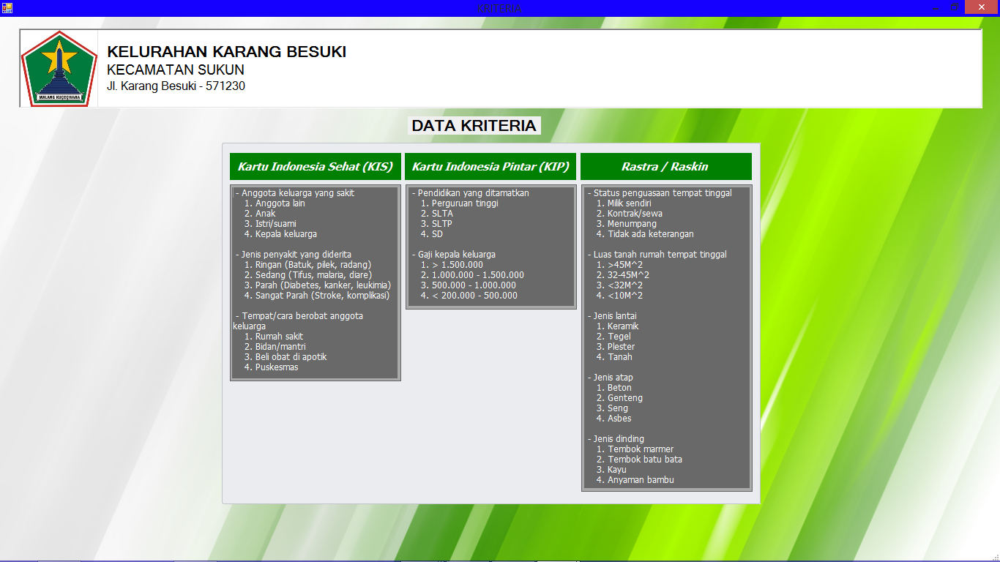 KRITERIA
KELURAHAN KARANG BESUKI
KECAMATAN SUKUN
Jl. Karang Besuki - 571230
MALANG KUÇEÇWARA
DATA KRITERIA
Kartu Indonesia Sehat (KIS)
- Anggota keluarga yang sakit
1. Anggota lain
2. Anak
3. Istri/suami
4. Kepala keluarga
- Jenis penyakit yang diderita
1. Ringan (Batuk, pilek, radang)
2. Sedang (Tifus, malaria, diare)
3. Parah (Diabetes, kanker, leukimia)
4. Sangat Parah (Stroke, komplikasi)
- Tempat/cara berobat anggota
keluarga
1. Rumah sakit
2. Bidan/mantri
3. Beli obat di apotik
4. Puskesmas
Kartu Indonesia Pintar (KIP)
- Pendidikan yang ditamatkan
1. Perguruan tinggi
2. SLTA
3. SLTP
4. SD
- Gaji kepala keluarga
1. > 1.500.000
2. 1.000.000 - 1.500.000
3. 500.000 - 1.000.000
4. < 200.000 - 500.000
Rastra / Raskin
- Status penguasaan tempat tinggal
1. Milik sendiri
2. Kontrak/sewa
3. Menumpang
4. Tidak ada keterangan
- Luas tanah rumah tempat tinggal
1. >45M^2
2. 32-45M^2
3. <32M^2
4. <10M^2
- Jenis lantai
1. Keramik
2. Tegel
3. Plester
4. Tanah
- Jenis atap
1. Beton
2. Genteng
3. Seng
4. Asbes
- Jenis dinding
1. Tembok marmer
2. Tembok batu bata
3. Kayu
4. Anyaman bambu